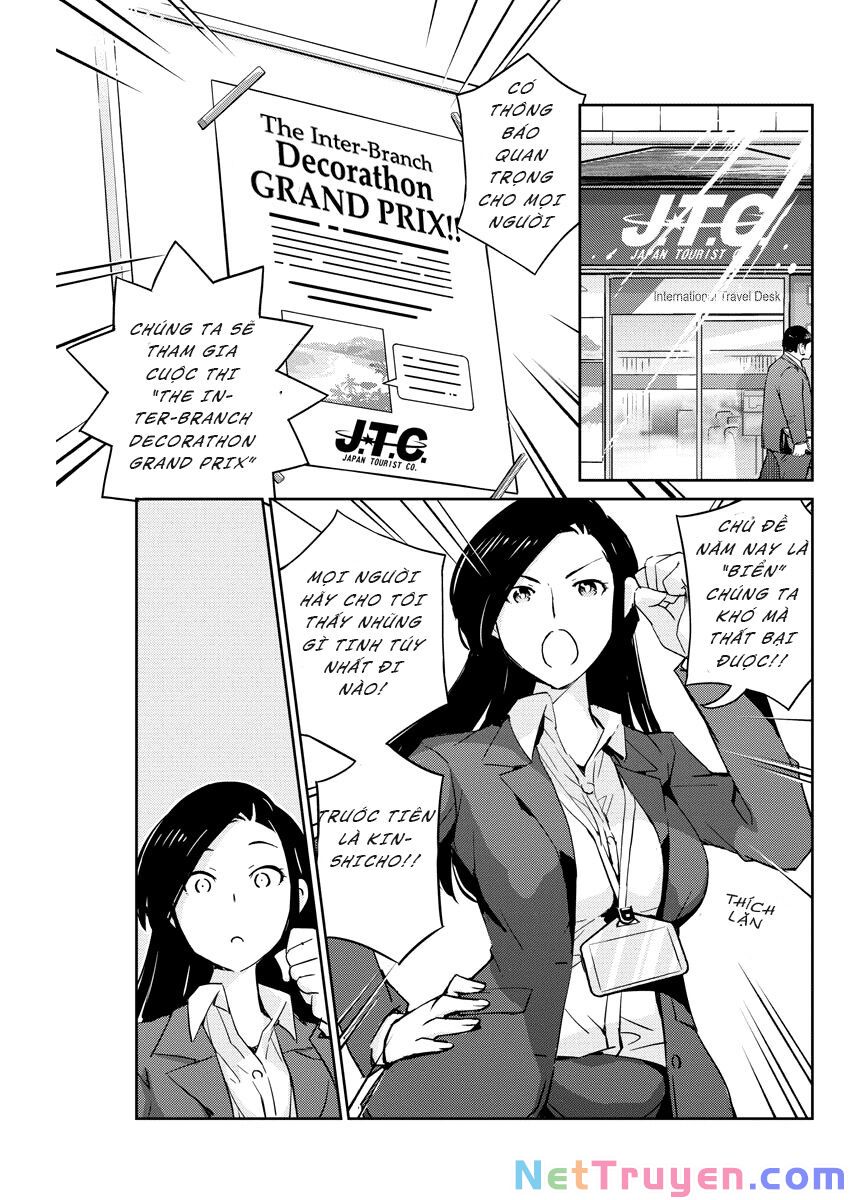 CÓ
THÔNG
BÁO
QUAN
TRỌNG
CHO MỌI
NGƯỜI
J.T.C.
JAPAN TOURIST CO.
International Travel Desk
The Inter-Branch
Decorathon
GRAND PRIX!!
J.T.C.
JAPAN TOURIST CO.
CHÚNG TA SẼ
THAM GIA
CUỘC THI
"THE IN-
TER-BRANCH
DECORATHON
GRAND PRIX"
CHỦ ĐỀ
NĂM NAY LÀ
"BIỂN"
CHÚNG TA
KHÓ MÀ
THẤT BẠI
ĐƯỢC!!
MỌI NGƯỜI
HÃY CHO TÔI
THẤY NHỮNG
GÌ TINH TÚY
NHẤT ĐI
NÀO!
TRƯỚC TIÊN
LÀ KIN-
SHICHO!!
THÍCH
LẶN
NetTruyen.com